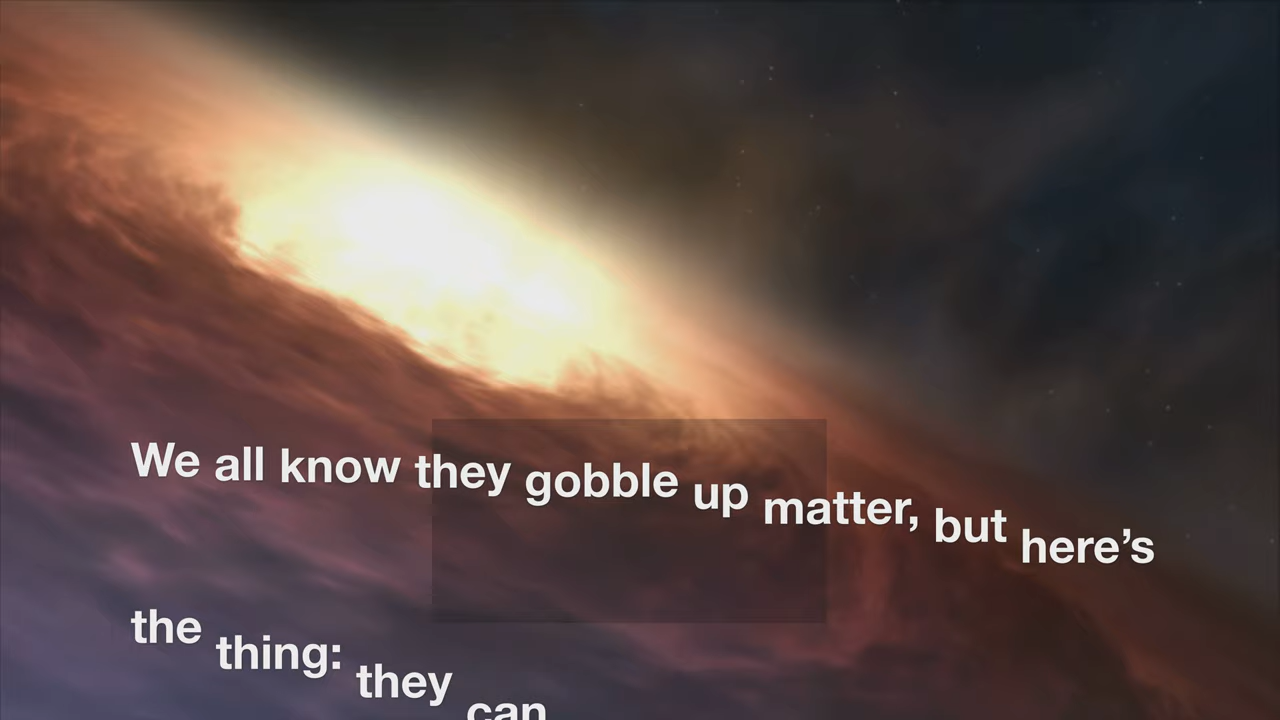 We all know they gobble up matter, but here’s
the thing: they can